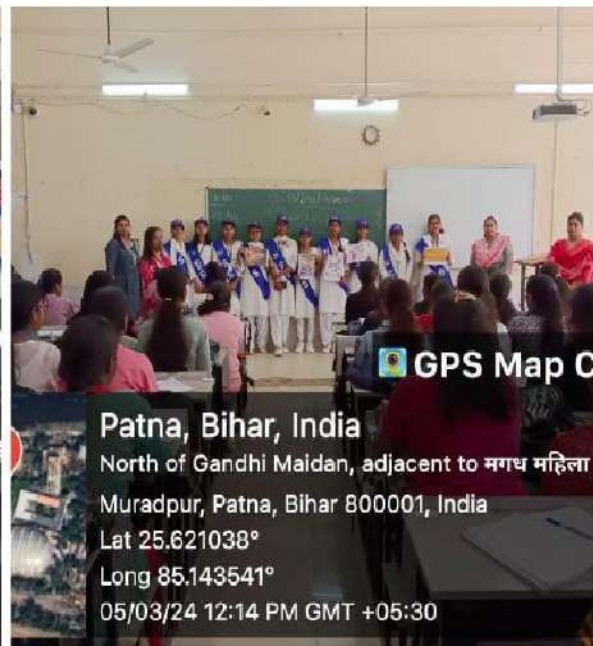 GPS Map C
Patna, Bihar, India
North of Gandhi Maidan, adjacent to मगध महिला
Muradpur, Patna, Bihar 800001, India
Lat 25.621038°
Long 85.143541°
05/03/24 12:14 PM GMT +05:30